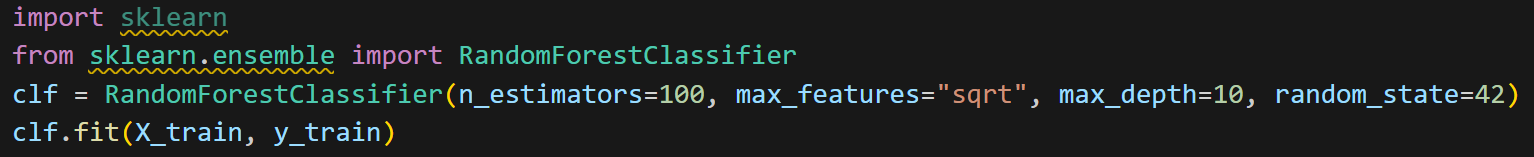 import sklearn
from sklearn.ensemble import RandomForestClassifier
clf = RandomForestClassifier(n_estimators=100, max_features="sqrt", max_depth=10, random_state=42)
clf.fit(X_train, y_train)